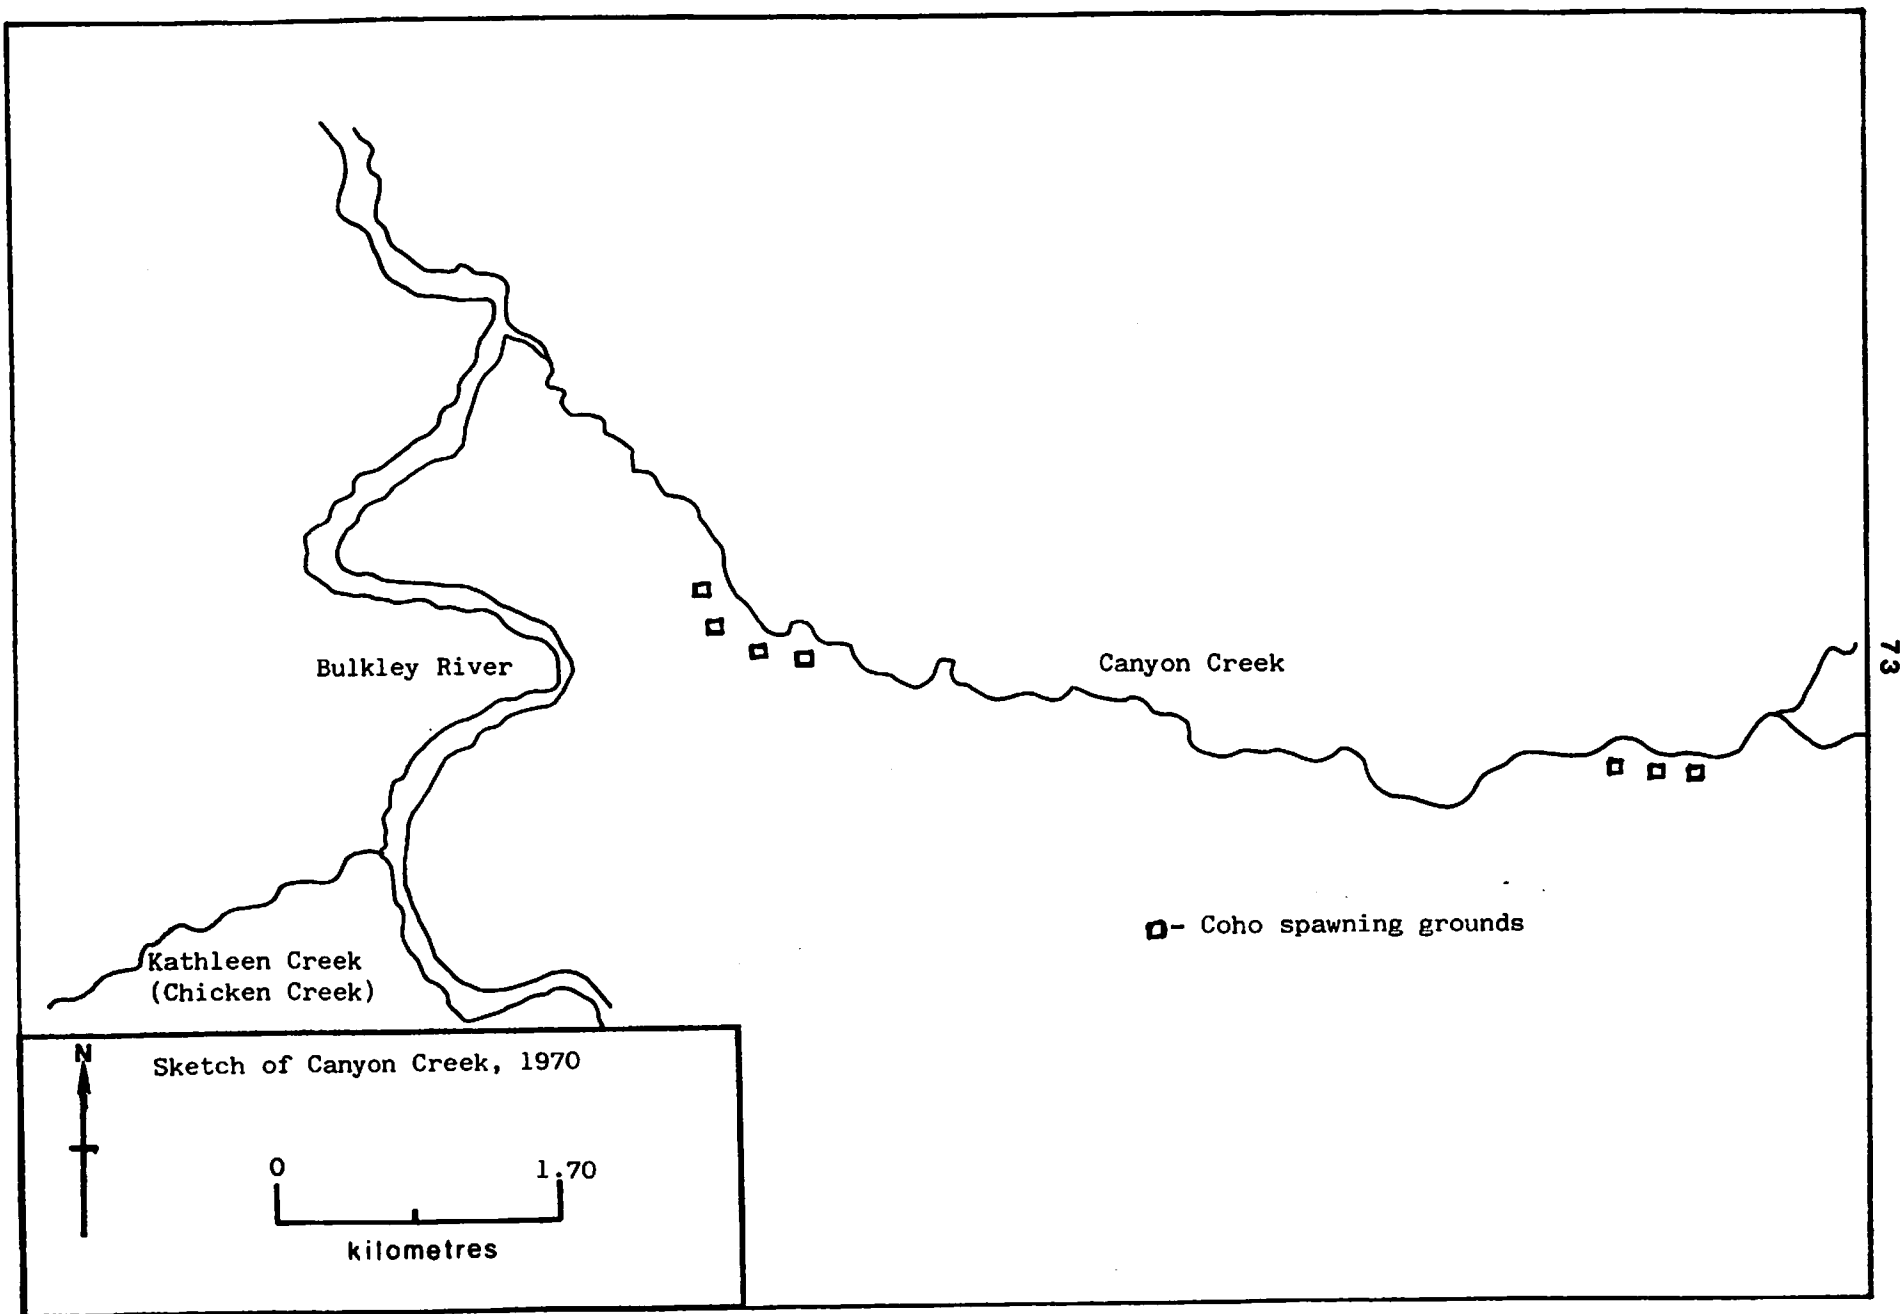 Bulkley River
Canyon Creek
73
- Coho spawning grounds
Kathleen Creek
(Chicken Creek)
N
Sketch of Canyon Creek, 1970
0 1.70
kilometres